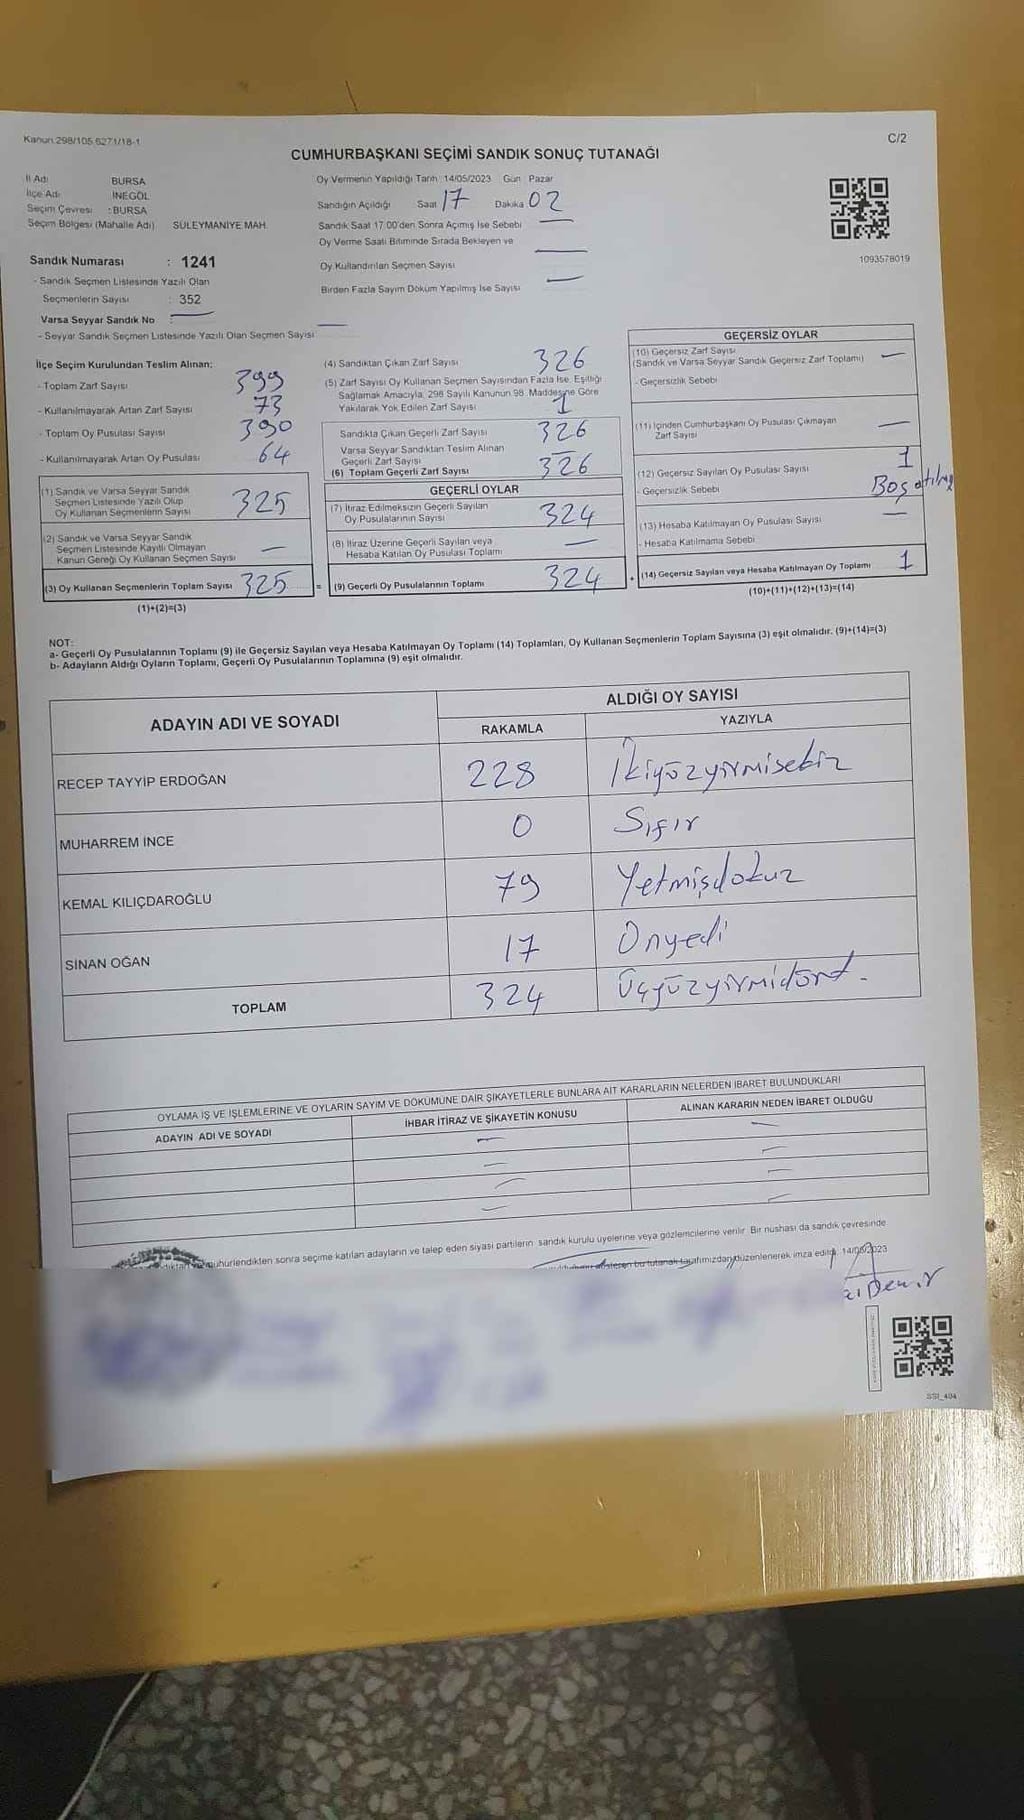 Kanun 298/105 6271/18-1
C/2
CUMHURBAŞKANI SEÇİMİ SANDIK SONUÇ TUTANAĞI
İl Adı BURSA
İlçe Adı İNEGÖL
Seçim Çevresi : BURSA
Seçim Bölgesi (Mahalle Adı) SÜLEYMANİYE MAH.
Sandık Numarası : 1241
- Sandık Seçmen Listesinde Yazılı Olan
Seçmenlerin Sayısı : 352
Varsa Seyyar Sandık No :
- Seyyar Sandık Seçmen Listesinde Yazılı Olan Seçmen Sayısı
Oy Vermenin Yapıldığı Tarih :14/05/2023 Gün : Pazar
Sandığın Açıldığı Saat 17 Dakika 02
Sandık Saat 17.00'den Sonra Açımış İse Sebebi
Oy Verme Saati Bitiminde Sırada Bekleyen ve
Oy Kullandırılan Seçmen Sayısı
Birden Fazla Sayım Döküm Yapılmış İse Sayısı
1093578019
İlçe Seçim Kurulundan Teslim Alınan;
- Toplam Zarf Sayısı 399
- Kullanılmayarak Artan Zarf Sayısı 73
- Toplam Oy Pusulası Sayısı 390
- Kullanılmayarak Artan Oy Pusulası 64
(1) Sandık ve Varsa Seyyar Sandık
Seçmen Listesinde Yazılı Olup
Oy Kullanan Seçmenlerin Sayısı 325
(2) Sandık ve Varsa Seyyar Sandık
Seçmen Listesinde Kayıtlı Olmayan
Kanun Gereği Oy Kullanan Seçmen Sayısı —
(3) Oy Kullanan Seçmenlerin Toplam Sayısı 325 =
(1)+(2)=(3)
(4) Sandıktan Çıkan Zarf Sayısı 326
(5) Zarf Sayısı Oy Kullanan Seçmen Sayısından Fazla İse, Eşitliği
Sağlamak Amacıyla; 298 Sayılı Kanunun 98. Maddesine Göre
Yakılarak Yok Edilen Zarf Sayısı 1
Sandıkta Çıkan Geçerli Zarf Sayısı 326
Varsa Seyyar Sandıktan Teslim Alınan
Geçerli Zarf Sayısı —
(6) Toplam Geçerli Zarf Sayısı 326
GEÇERLİ OYLAR
(7) İtiraz Edilmeksizin Geçerli Sayılan
Oy Pusulalarının Sayısı 324
(8) İtiraz Üzerine Geçerli Sayılan veya
Hesaba Katılan Oy Pusulası Toplamı —
(9) Geçerli Oy Pusulalarının Toplamı 324 +
GEÇERSİZ OYLAR
(10) Geçersiz Zarf Sayısı
(Sandık ve Varsa Seyyar Sandık Geçersiz Zarf Toplamı) —
- Geçersizlik Sebebi
(11) İçinden Cumhurbaşkanı Oy Pusulası Çıkmayan
Zarf Sayısı —
(12) Geçersiz Sayılan Oy Pusulası Sayısı 1
- Geçersizlik Sebebi Boş atılmış
(13) Hesaba Katılmayan Oy Pusulası Sayısı —
- Hesaba Katılmama Sebebi
(14) Geçersiz Sayılan veya Hesaba Katılmayan Oy Toplamı 1
(10)+(11)+(12)+(13)=(14)
NOT:
a- Geçerli Oy Pusulalarının Toplamı (9) ile Geçersiz Sayılan veya Hesaba Katılmayan Oy Toplamı (14) Toplamları, Oy Kullanan Seçmenlerin Toplam Sayısına (3) eşit olmalıdır. (9)+(14)=(3)
b- Adayların Aldığı Oyların Toplamı, Geçerli Oy Pusulalarının Toplamına (9) eşit olmalıdır.
ADAYIN ADI VE SOYADI ALDIĞI OY SAYISI
RAKAMLA YAZIYLA
RECEP TAYYİP ERDOĞAN 228 İkiyüzyirmisekiz
MUHARREM İNCE 0 Sıfır
KEMAL KILIÇDAROĞLU 79 Yetmişdokuz
SİNAN OĞAN 17 Onyedi
TOPLAM 324 Üçyüzyirmidört.
OYLAMA İŞ VE İŞLEMLERİNE VE OYLARIN SAYIM VE DÖKÜMÜNE DAİR ŞİKAYETLERLE BUNLARA AİT KARARLARIN NELERDEN İBARET BULUNDUKLARI
ADAYIN ADI VE SOYADI İHBAR İTİRAZ VE ŞİKAYETİN KONUSU ALINAN KARARIN NEDEN İBARET OLDUĞU
mühürlendikten sonra seçime katılan adayların ve talep eden siyasi partilerin sandık kurulu üyelerine veya gözlemcilerine verilir. Bir nüshası da sandık çevresinde
gösteren bu tutanak tarafımızdan düzenlenerek imza edildi. 14/05/2023
Demir
SSI_404